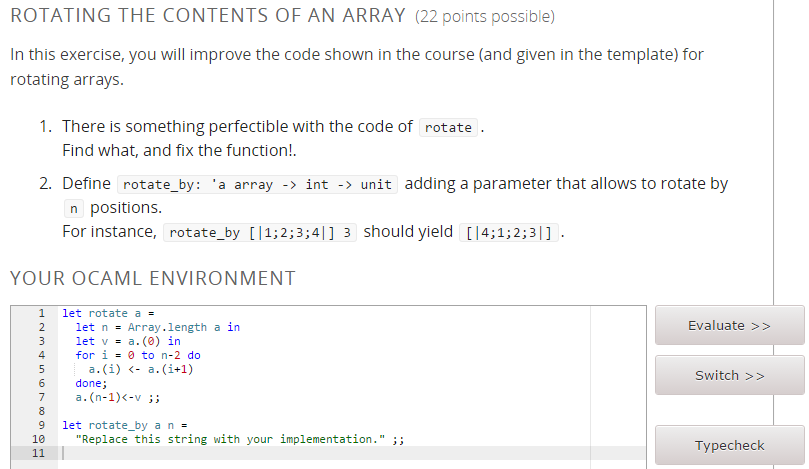 ROTATING THE CONTENTS OF AN ARRAY (22 points possible)
In this exercise, you will improve the code shown in the course (and given in the template) for
rotating arrays.
1. There is something perfectible with the code of rotate .
Find what, and fix the function!.
2. Define rotate_by: 'a array -> int -> unit adding a parameter that allows to rotate by
n positions.
For instance, rotate_by [|1;2;3;4|] 3 should yield [|4;1;2;3|] .
YOUR OCAML ENVIRONMENT
1 let rotate a =
2 let n = Array.length a in
3 let v = a.(0) in
4 for i = 0 to n-2 do
5 a.(i) <- a.(i+1)
6 done;
7 a.(n-1)<-v ;;
8
9 let rotate_by a n =
10 "Replace this string with your implementation." ;;
11
Evaluate >>
Switch >>
Typecheck